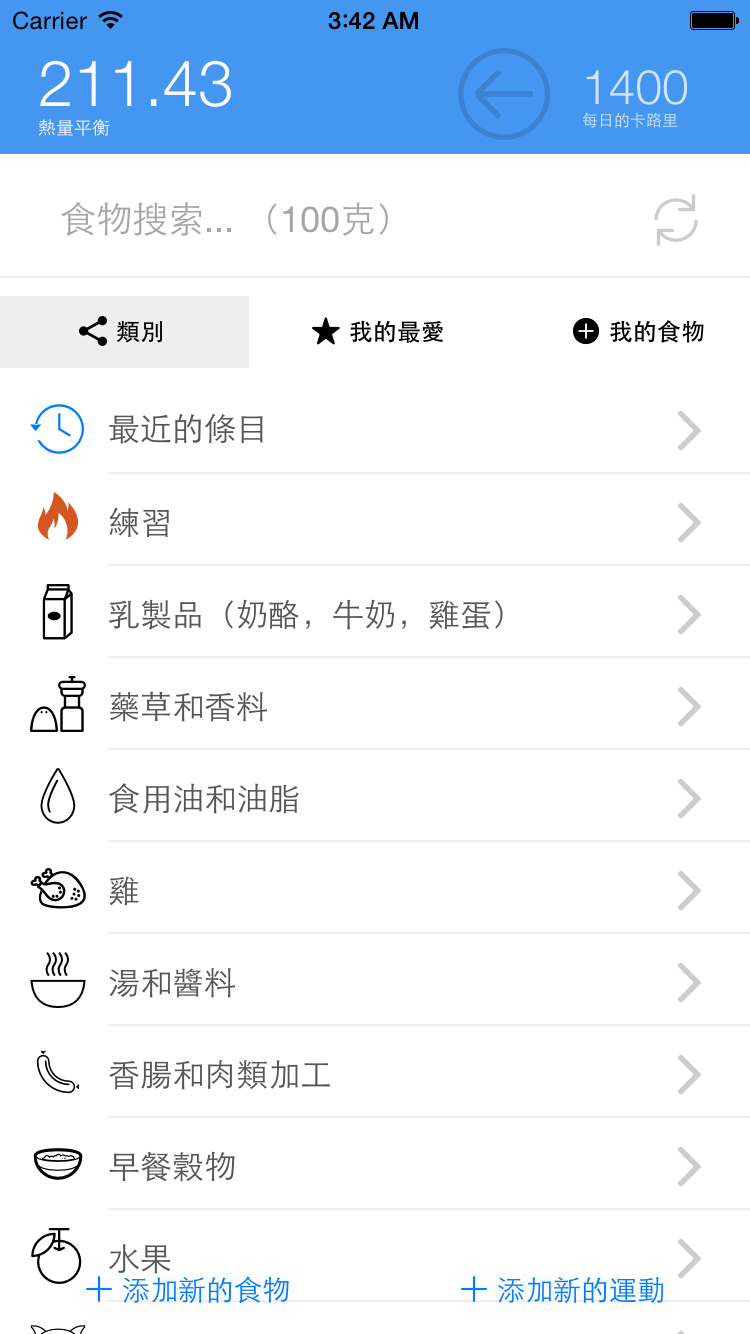 Carrier 3:42 AM
211.43
熱量平衡
1400
每日的卡路里
食物搜索... （100克）
類別 我的最愛 我的食物
最近的條目
練習
乳製品（奶酪，牛奶，雞蛋）
藥草和香料
食用油和油脂
雞
湯和醬料
香腸和肉類加工
早餐穀物
水果
添加新的食物 添加新的運動